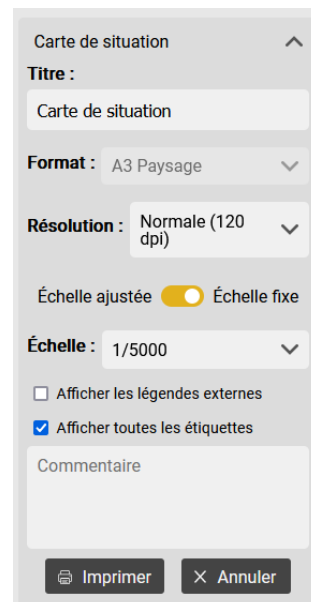 Carte de situation
Titre :
Carte de situation
Format : A3 Paysage
Résolution : Normale (120
dpi)
Échelle ajustée Échelle fixe
Échelle : 1/5000
Afficher les légendes externes
Afficher toutes les étiquettes
Commentaire
Imprimer Annuler